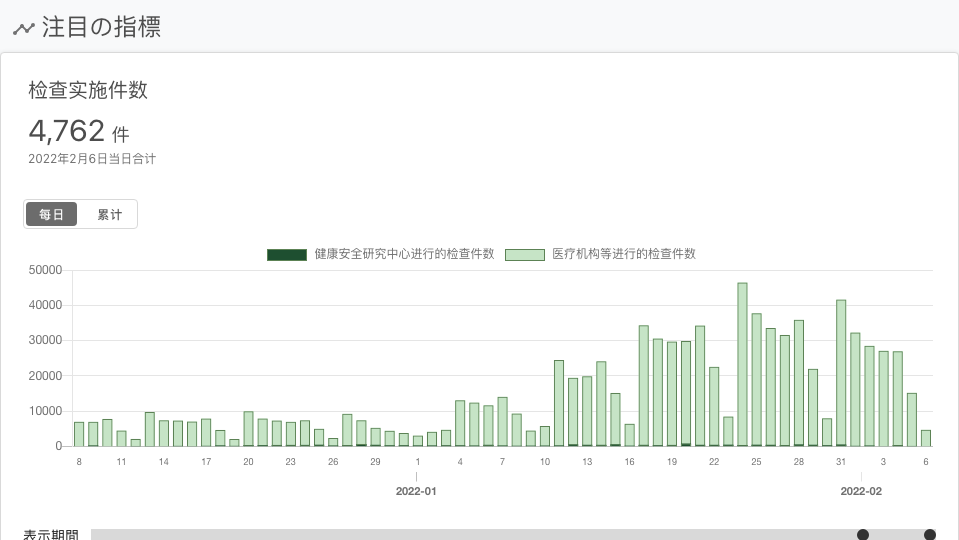 注目の指標
检查实施件数
4,762 件
2022年2月6日当日合计
每日 累计
健康安全研究中心进行的检查件数 医疗机构等进行的检查件数
50000
40000
30000
20000
10000
0
8 11 14 17 20 23 26 29 1 4 7 10 13 16 19 22 25 28 31 3 6
2022-01 2022-02
表示期間